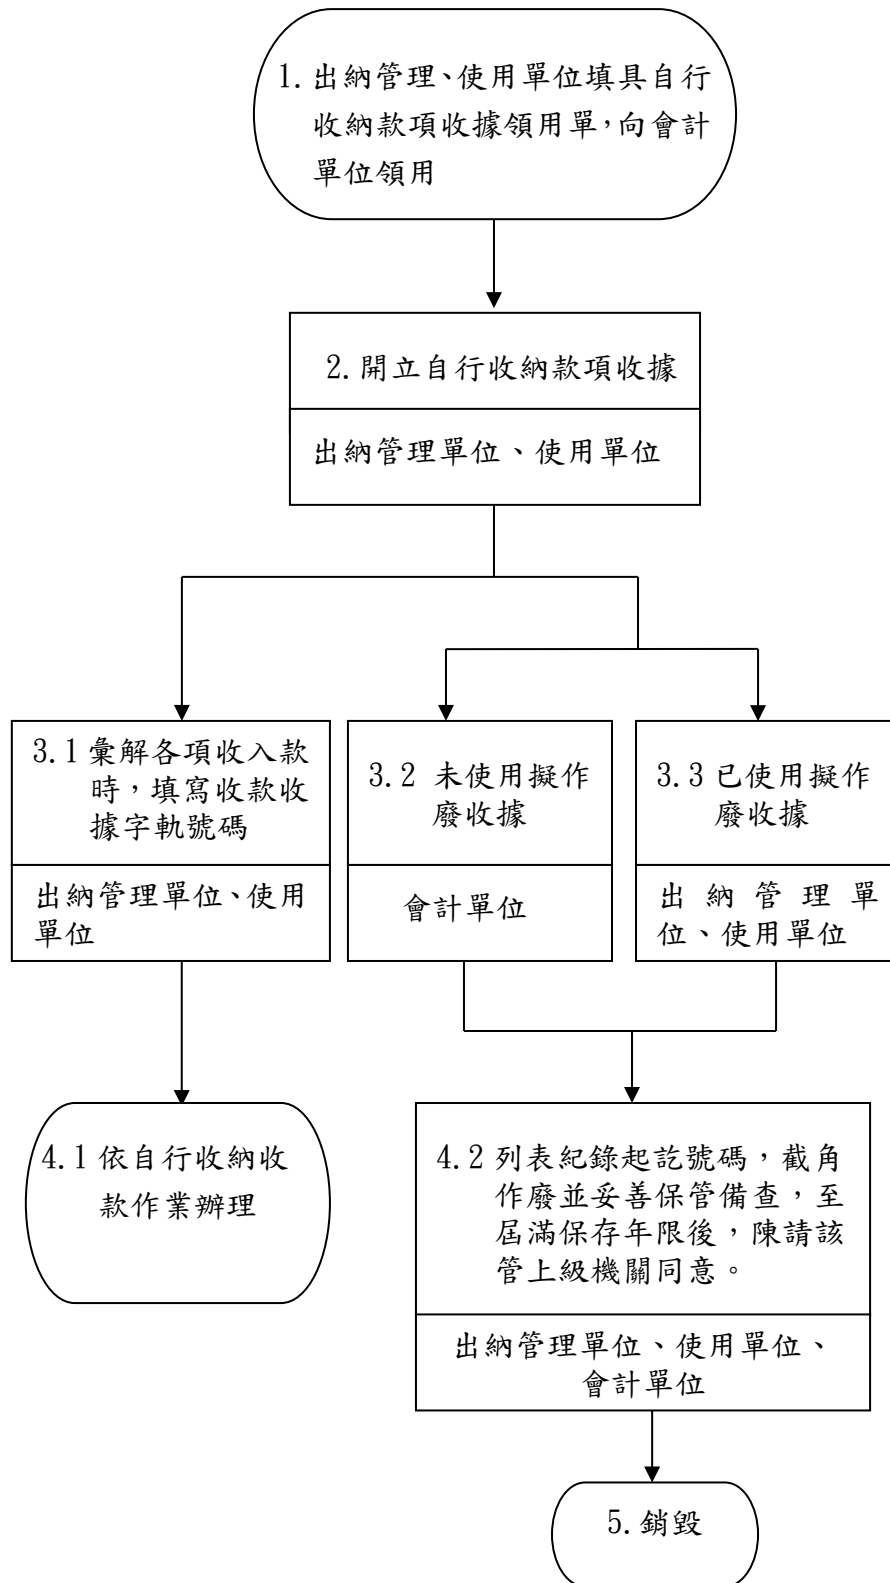 1.出納管理、使用單位填具自行
收納款項收據領用單,向會計
單位領用
2.開立自行收納款項收據
出納管理單位、使用單位
3.1彙解各項收入款
時，填寫收款收
據字軌號碼
出納管理單位、使用
單位
3.2 未使用擬作
廢收據
會計單位
3.3已使用擬作
廢收據
出納管理單
位、使用單位
4.1依自行收納收
款作業辦理
4.2列表紀錄起訖號碼，截角
作廢並妥善保管備查，至
屆滿保存年限後，陳請該
管上級機關同意。
出納管理單位、使用單位、
會計單位
5.銷毀